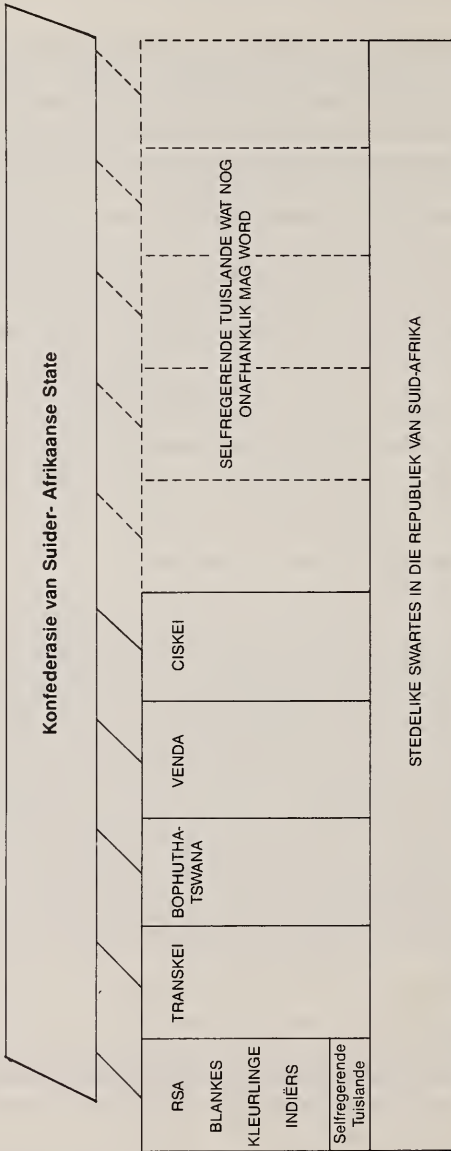 Konfederasie van Suider- Afrikaanse State
RSA
BLANKES
KLEURLINGE
INDIËRS
Selfregerende
Tuislande
TRANSKEI
BOPHUTHA-
TSWANA
VENDA
CISKEI
SELFREGERENDE TUISLANDE WAT NOG
ONAFHANKLIK MAG WORD
STEDELIKE SWARTES IN DIE REPUBLIEK VAN SUID-AFRIKA